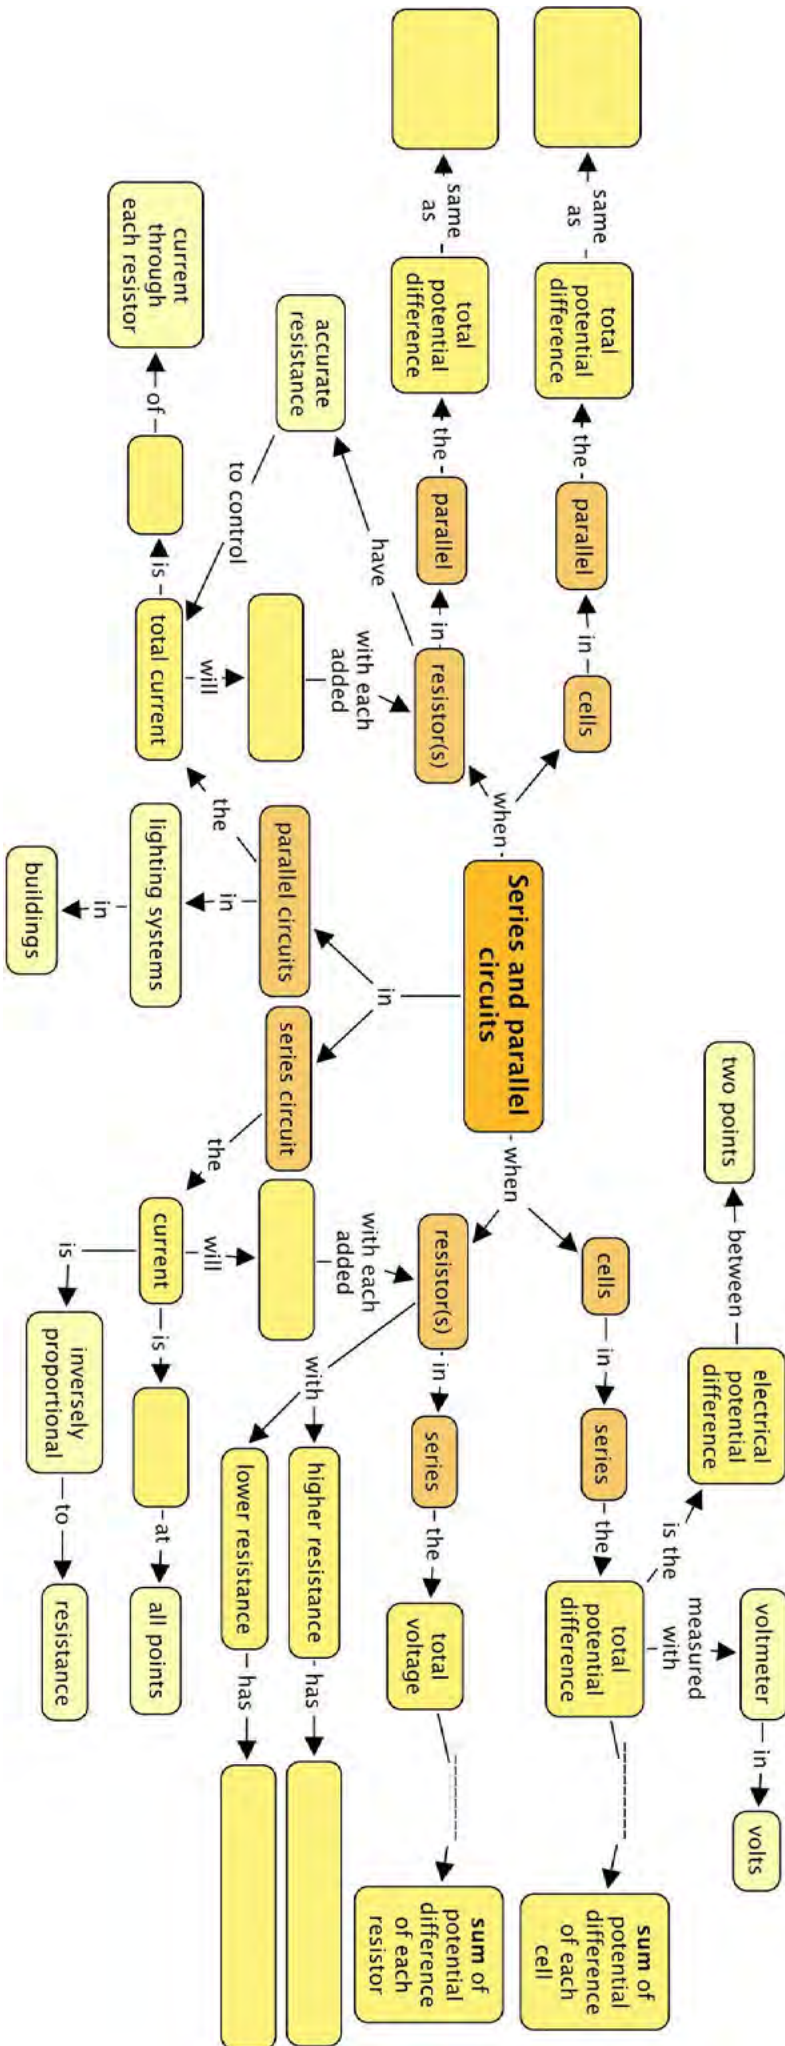 two points
between
electrical
potential
difference
is the
voltmeter
in
volts
measured
with
same
as
total
potential
difference
the
parallel
in
cells
cells
in
series
the
total
potential
difference
sum of
potential
difference
of each
cell
when
Series and parallel
circuits
when
same
as
total
potential
difference
the
parallel
in
resistor(s)
resistor(s)
in
series
the
total
voltage
sum of
potential
difference
of each
resistor
have
with each
added
in
with each
added
with
accurate
resistance
higher resistance
has
to control
parallel circuits
series circuit
lower resistance
has
will
the
in
the
will
current
through
each resistor
of
is
total current
lighting systems
current
is
at
all points
in
is
buildings
inversely
proportional
to
resistance